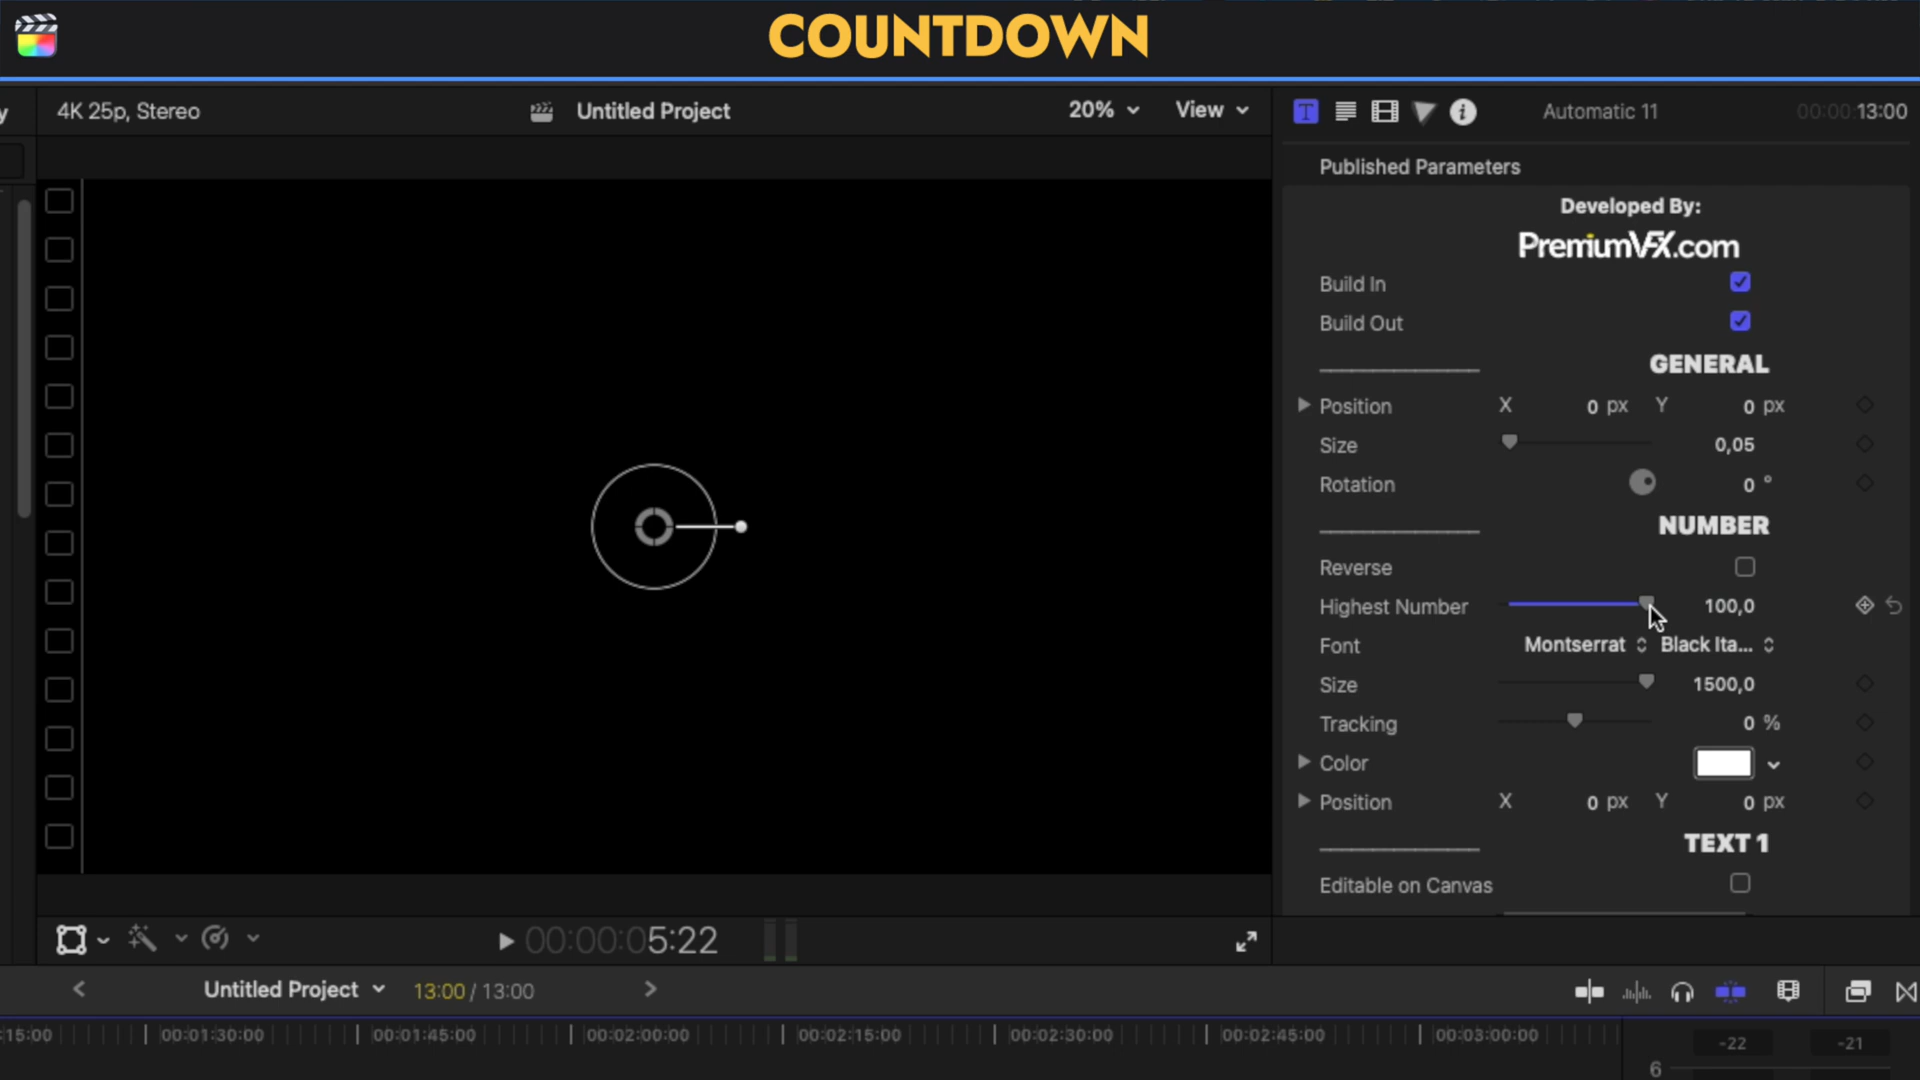 COUNTDOWN
y
4K 25p, Stereo
Untitled Project
20%
View
T
i
Automatic 11
00:00:13:00
Published Parameters
Developed By:
PremiumVFX.com
Build In
Build Out
GENERAL
Position X 0 px Y 0 px
Size 0,05
Rotation 0 °
NUMBER
Reverse
Highest Number 100,0
Font Montserrat Black Ita...
Size 1500,0
Tracking 0 %
Color
Position X 0 px Y 0 px
TEXT 1
Editable on Canvas
00:00:05:22
Untitled Project
13:00 / 13:00
:15:00
00:01:30:00
00:01:45:00
00:02:00:00
00:02:15:00
00:02:30:00
00:02:45:00
00:03:00:00
-22
-21
6